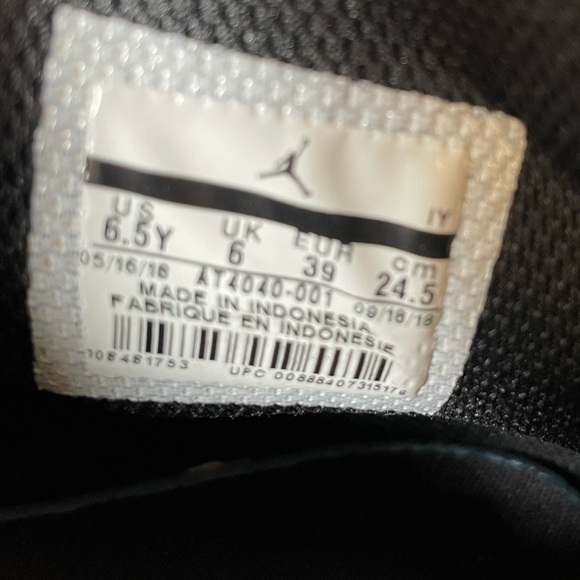 IY
US UK EUR cm
6.5Y 6 39 24.5
05/16/18 AT4040-001 09/18/18
MADE IN INDONESIA
FABRIQUE EN INDONESIE
108481753 UPC 00888407315176